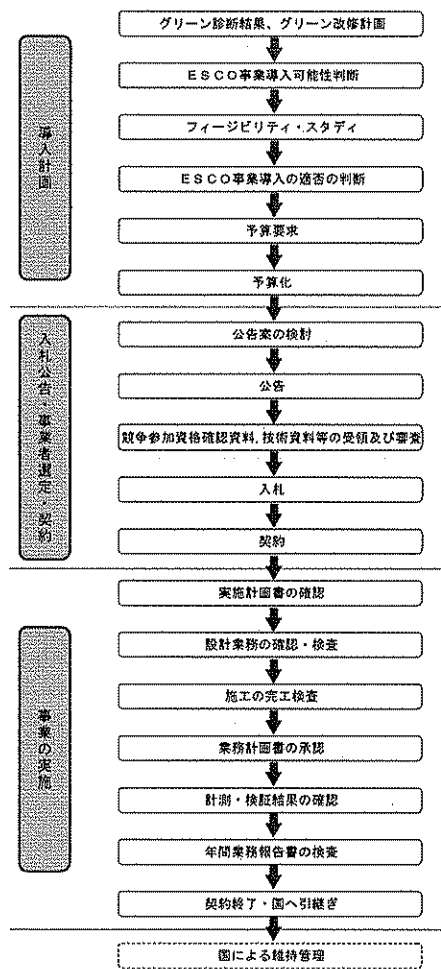 導入計画
グリーン診断結果、グリーン改修計画
ESCO事業導入可能性判断
フィージビリティ・スタディ
ESCO事業導入の適否の判断
予算要求
予算化
入札公告・事業者選定・契約
公告案の検討
公告
競争参加資格確認資料,技術資料等の受領及び審査
入札
契約
事業の実施
実施計画書の確認
設計業務の確認・検査
施工の完工検査
業務計画書の承認
計測・検証結果の確認
年間業務報告書の検査
契約終了・国へ引継ぎ
国による維持管理